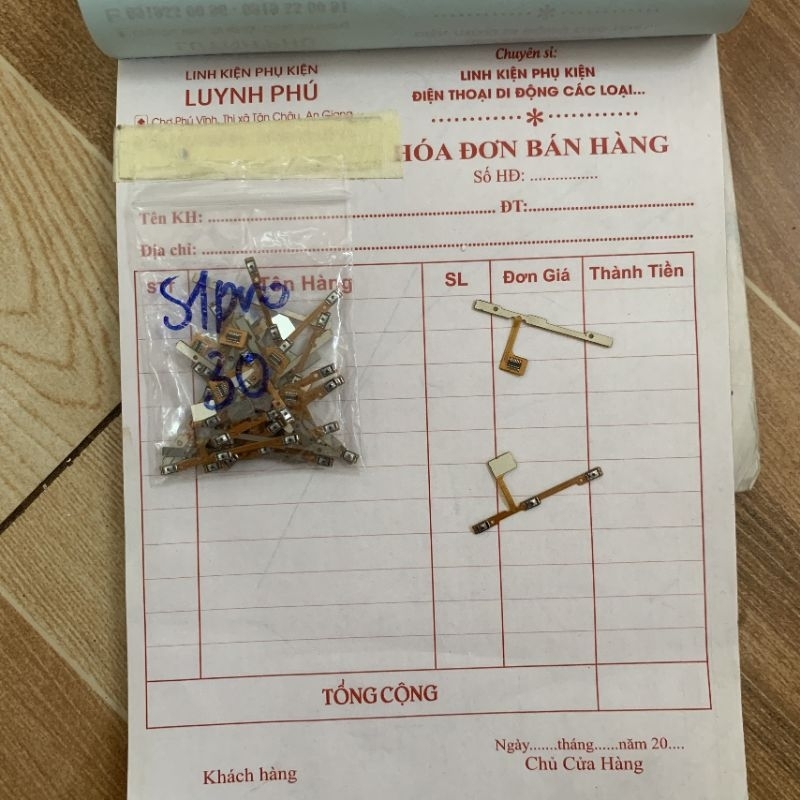 LINH KIỆN PHỤ KIỆN
LUYNH PHÚ
Chợ Phú Vĩnh, Thị xã Tân Châu, An Giang
Chuyên sỉ:
LINH KIỆN PHỤ KIỆN
ĐIỆN THOẠI DI ĐỘNG CÁC LOẠI...
HÓA ĐƠN BÁN HÀNG
Số HĐ: ................
Tên KH: ............................................................ ĐT:...................................
Địa chỉ: ....................................................................................................
STT Tên Hàng SL Đơn Giá Thành Tiền
S1pro
30
TỔNG CỘNG
Ngày.......tháng......năm 20....
Khách hàng Chủ Cửa Hàng